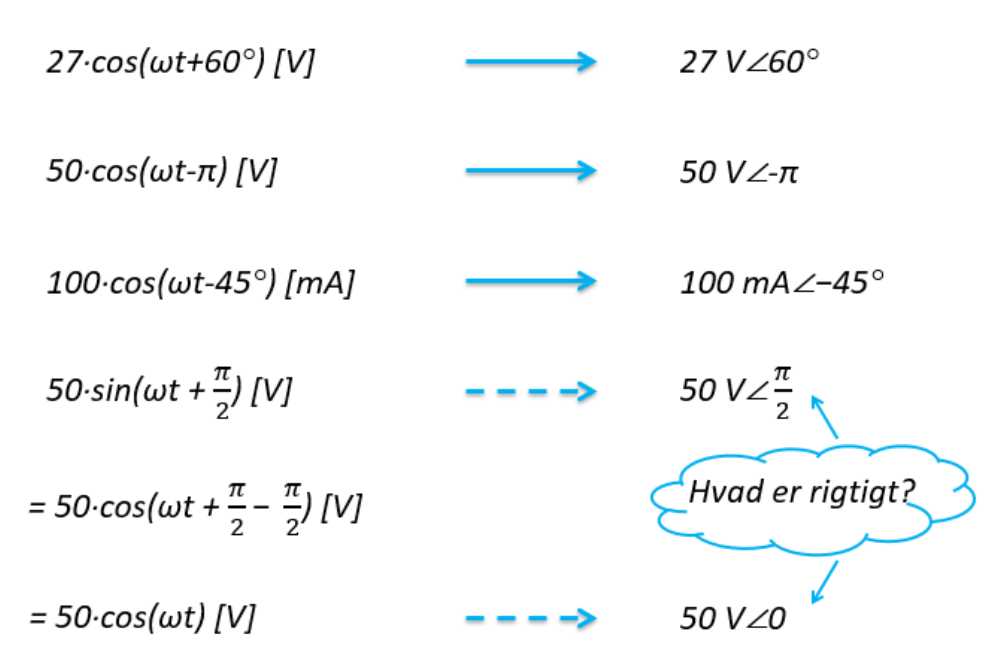 27·cos(ωt+60°) [V] 27 V∠60°
50·cos(ωt-π) [V] 50 V∠-π
100·cos(ωt-45°) [mA] 100 mA∠−45°
50·sin(ωt + π/2) [V] 50 V∠π/2
= 50·cos(ωt + π/2 − π/2) [V]
Hvad er rigtigt?
= 50·cos(ωt) [V] 50 V∠0